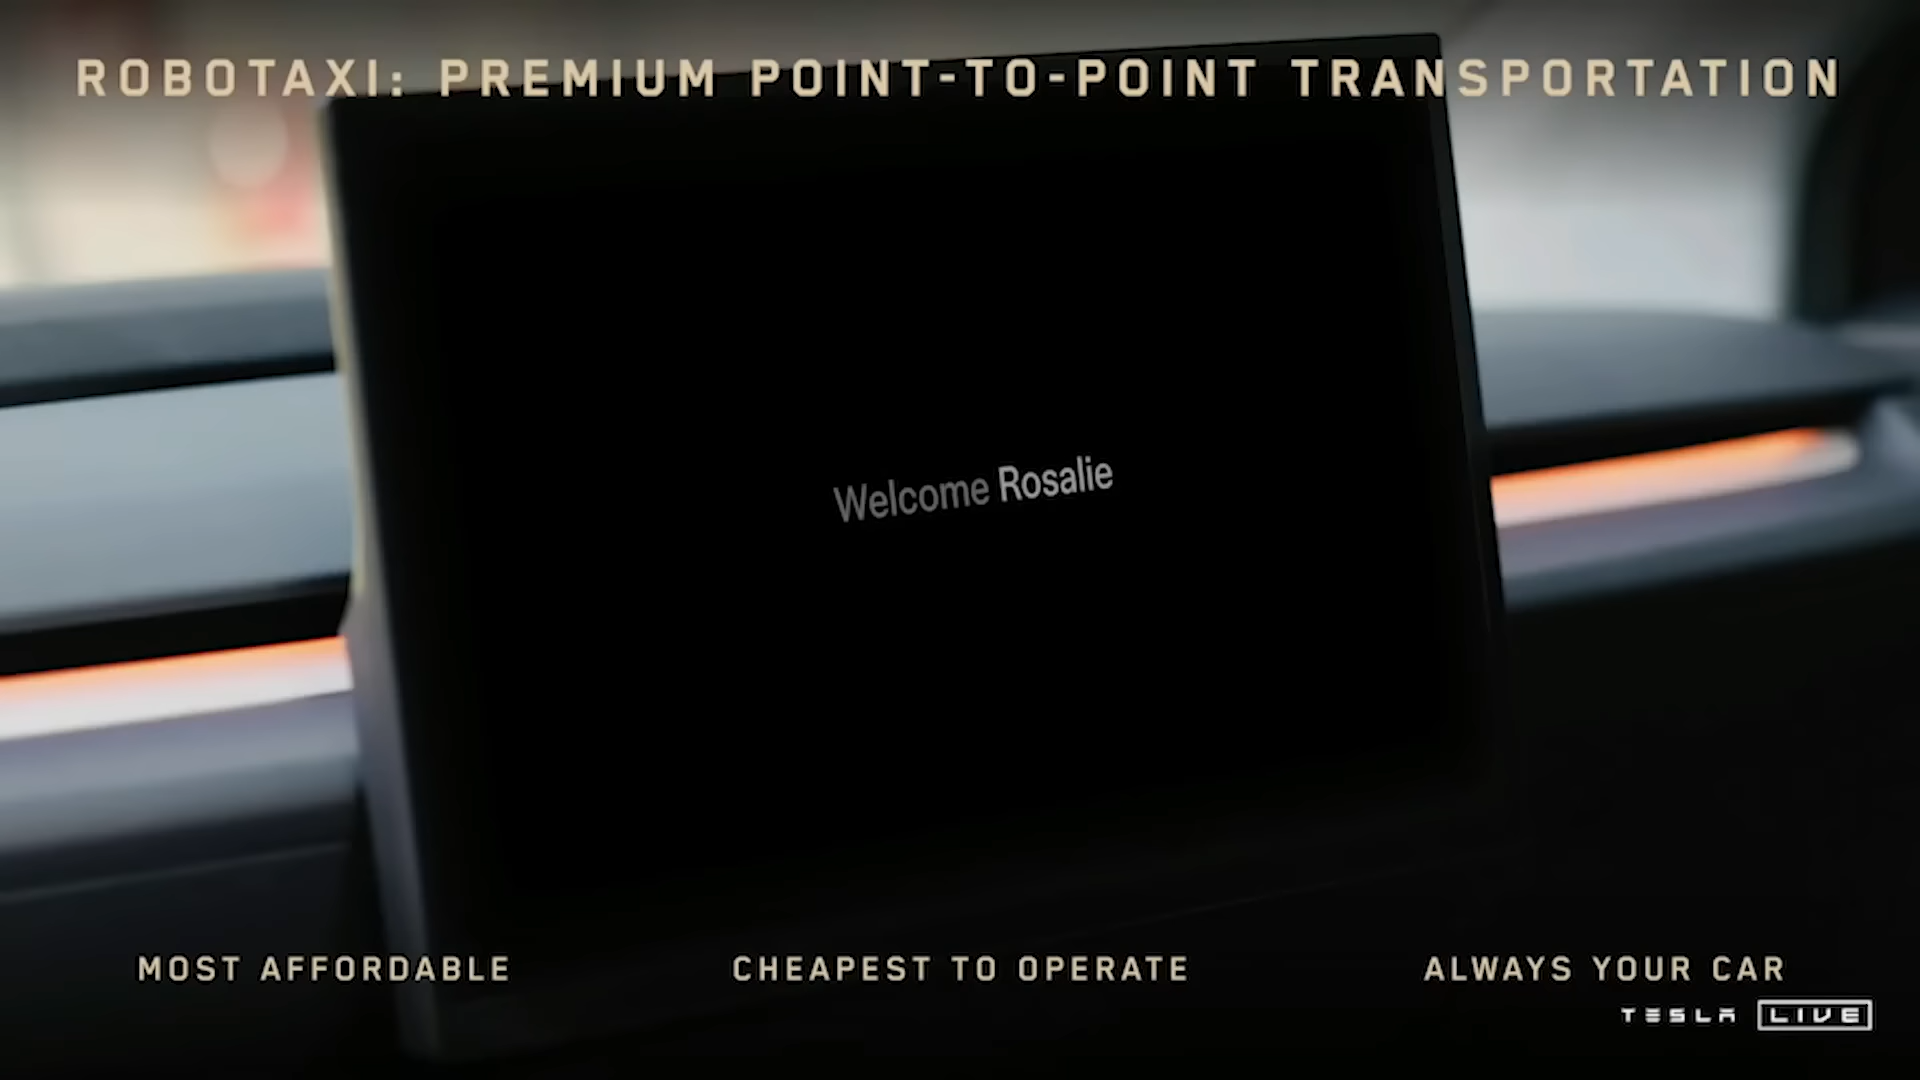 ROBOTAXI: PREMIUM POINT-TO-POINT TRANSPORTATION
Welcome Rosalie
MOST AFFORDABLE
CHEAPEST TO OPERATE
ALWAYS YOUR CAR
TESLA LIVE